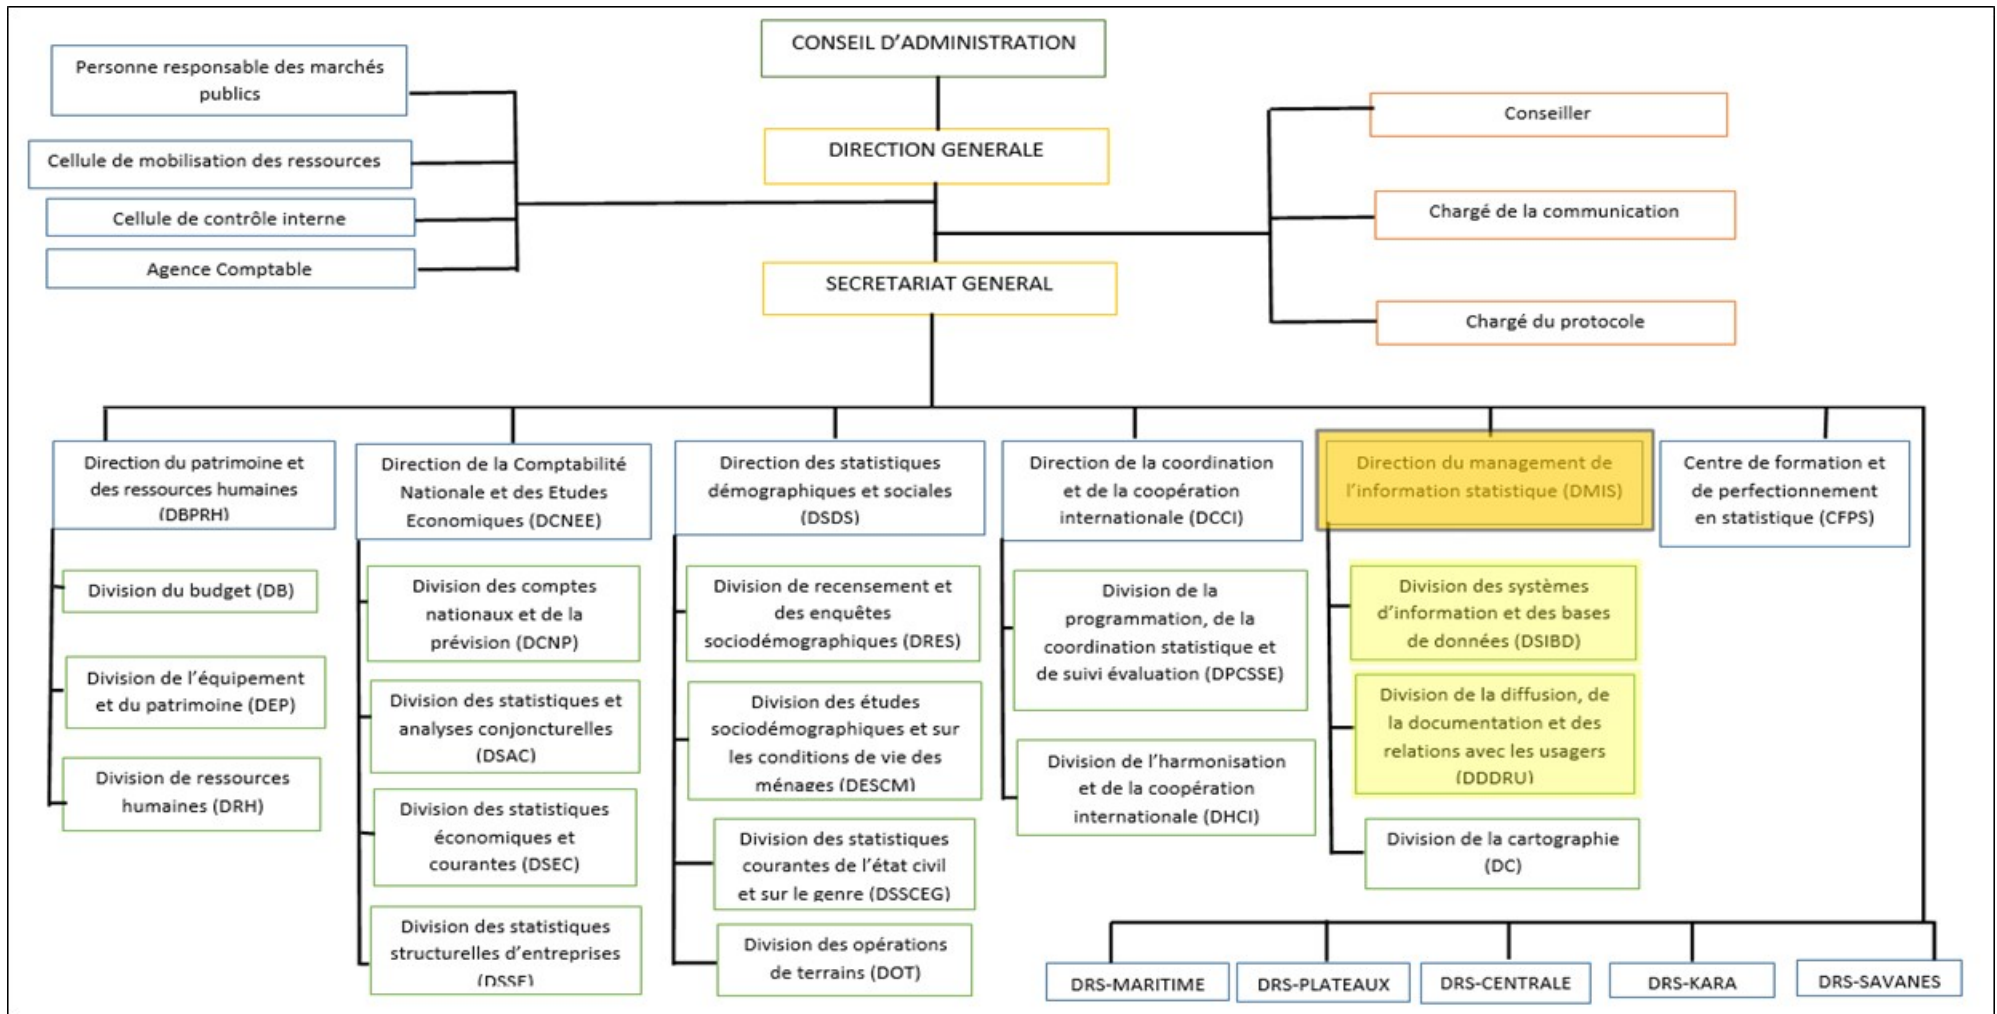 CONSEIL D'ADMINISTRATION
DIRECTION GENERALE
SECRETARIAT GENERAL
Personne responsable des marchés
publics
Cellule de mobilisation des ressources
Cellule de contrôle interne
Agence Comptable
Conseiller
Chargé de la communication
Chargé du protocole
Direction du patrimoine et
des ressources humaines
(DBPRH)
Division du budget (DB)
Division de l'équipement
et du patrimoine (DEP)
Division de ressources
humaines (DRH)
Direction de la Comptabilité
Nationale et des Etudes
Economiques (DCNEE)
Division des comptes
nationaux et de la
prévision (DCNP)
Division des statistiques et
analyses conjoncturelles
(DSAC)
Division des statistiques
économiques et
courantes (DSEC)
Division des statistiques
structurelles d'entreprises
(DSSE)
Direction des statistiques
démographiques et sociales
(DSDS)
Division de recensement et
des enquêtes
sociodémographiques (DRES)
Division des études
sociodémographiques et sur
les conditions de vie des
ménages (DESCM)
Division des statistiques
courantes de l'état civil
et sur le genre (DSSCEG)
Division des opérations
de terrains (DOT)
Direction de la coordination
et de la coopération
internationale (DCCI)
Division de la
programmation, de la
coordination statistique et
de suivi évaluation (DPCSSE)
Division de l'harmonisation
et de la coopération
internationale (DHCI)
Direction du management de
l'information statistique (DMIS)
Division des systèmes
d'information et des bases
de données (DSIBD)
Division de la diffusion, de
la documentation et des
relations avec les usagers
(DDDRU)
Division de la cartographie
(DC)
Centre de formation et
de perfectionnement
en statistique (CFPS)
DRS-MARITIME
DRS-PLATEAUX
DRS-CENTRALE
DRS-KARA
DRS-SAVANES